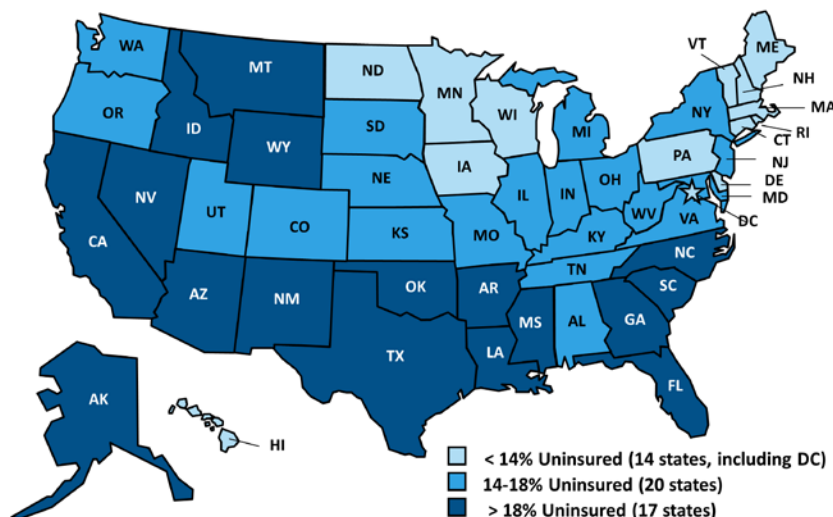 WA
MT
ND
MN
VT
ME
NH
MA
RI
CT
NJ
DE
MD
DC
OR
ID
WY
SD
WI
MI
NY
PA
IA
NE
NV
UT
CO
KS
MO
IL
IN
OH
WV
VA
KY
CA
AZ
NM
OK
AR
TN
NC
SC
MS
AL
GA
TX
LA
FL
AK
HI
< 14% Uninsured (14 states, including DC)
14-18% Uninsured (20 states)
> 18% Uninsured (17 states)